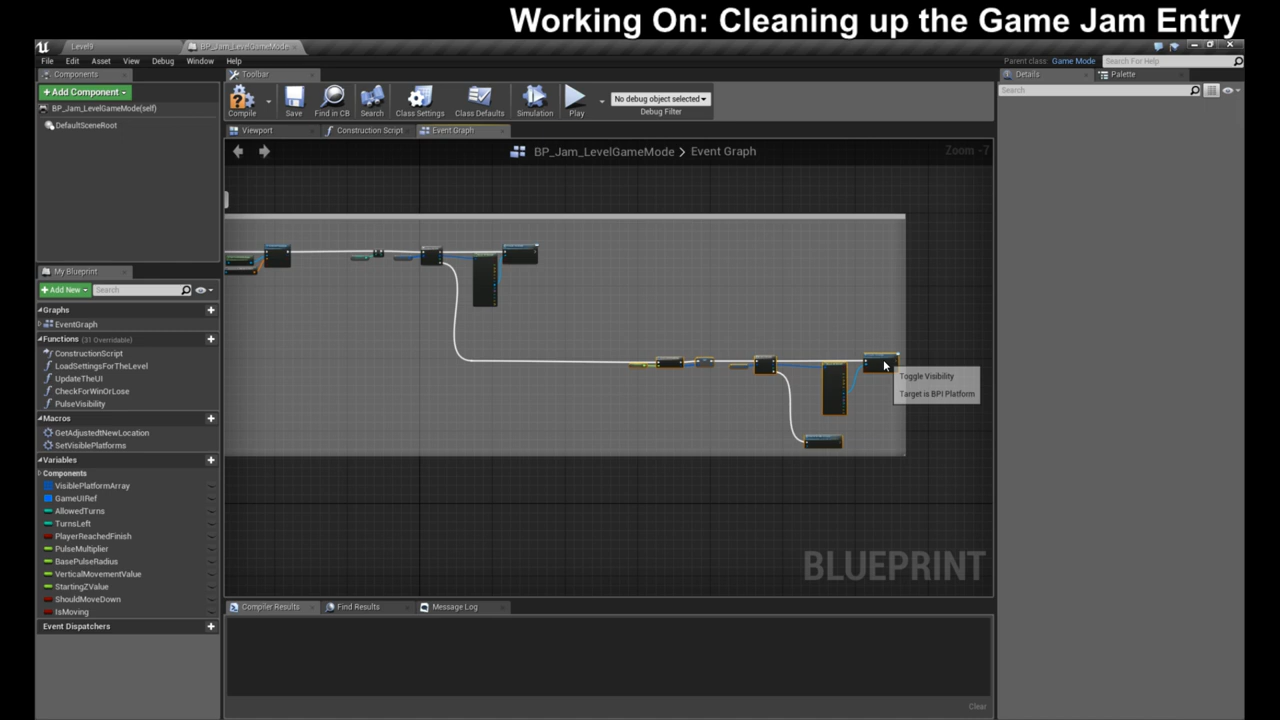 Working On: Cleaning up the Game Jam Entry
Level9
BP_Jam_LevelGameMode
File Edit Asset View Debug Window Help
Parent class: Game Mode
Search For Help
Components
Add Component
BP_Jam_LevelGameMode(self)
DefaultSceneRoot
Toolbar
Compile
Save
Find in CB
Search
Class Settings
Class Defaults
Simulation
Play
No debug object selected
Debug Filter
Details
Palette
Search
Viewport
Construction Script
Event Graph
BP_Jam_LevelGameMode > Event Graph
Zoom -7
Toggle Visibility
Target is BPI Platform
BLUEPRINT
My Blueprint
Add New
Search
Graphs
EventGraph
Functions (31 Overridable)
ConstructionScript
LoadSettingsForTheLevel
UpdateTheUI
CheckForWinOrLose
PulseVisibility
Macros
GetAdjustedNewLocation
SetVisiblePlatforms
Variables
Components
VisiblePlatformArray
GameUIRef
AllowedTurns
TurnsLeft
PlayerReachedFinish
PulseMultiplier
BasePulseRadius
VerticalMovementValue
StartingZValue
ShouldMoveDown
IsMoving
Event Dispatchers
Compiler Results
Find Results
Message Log
Clear